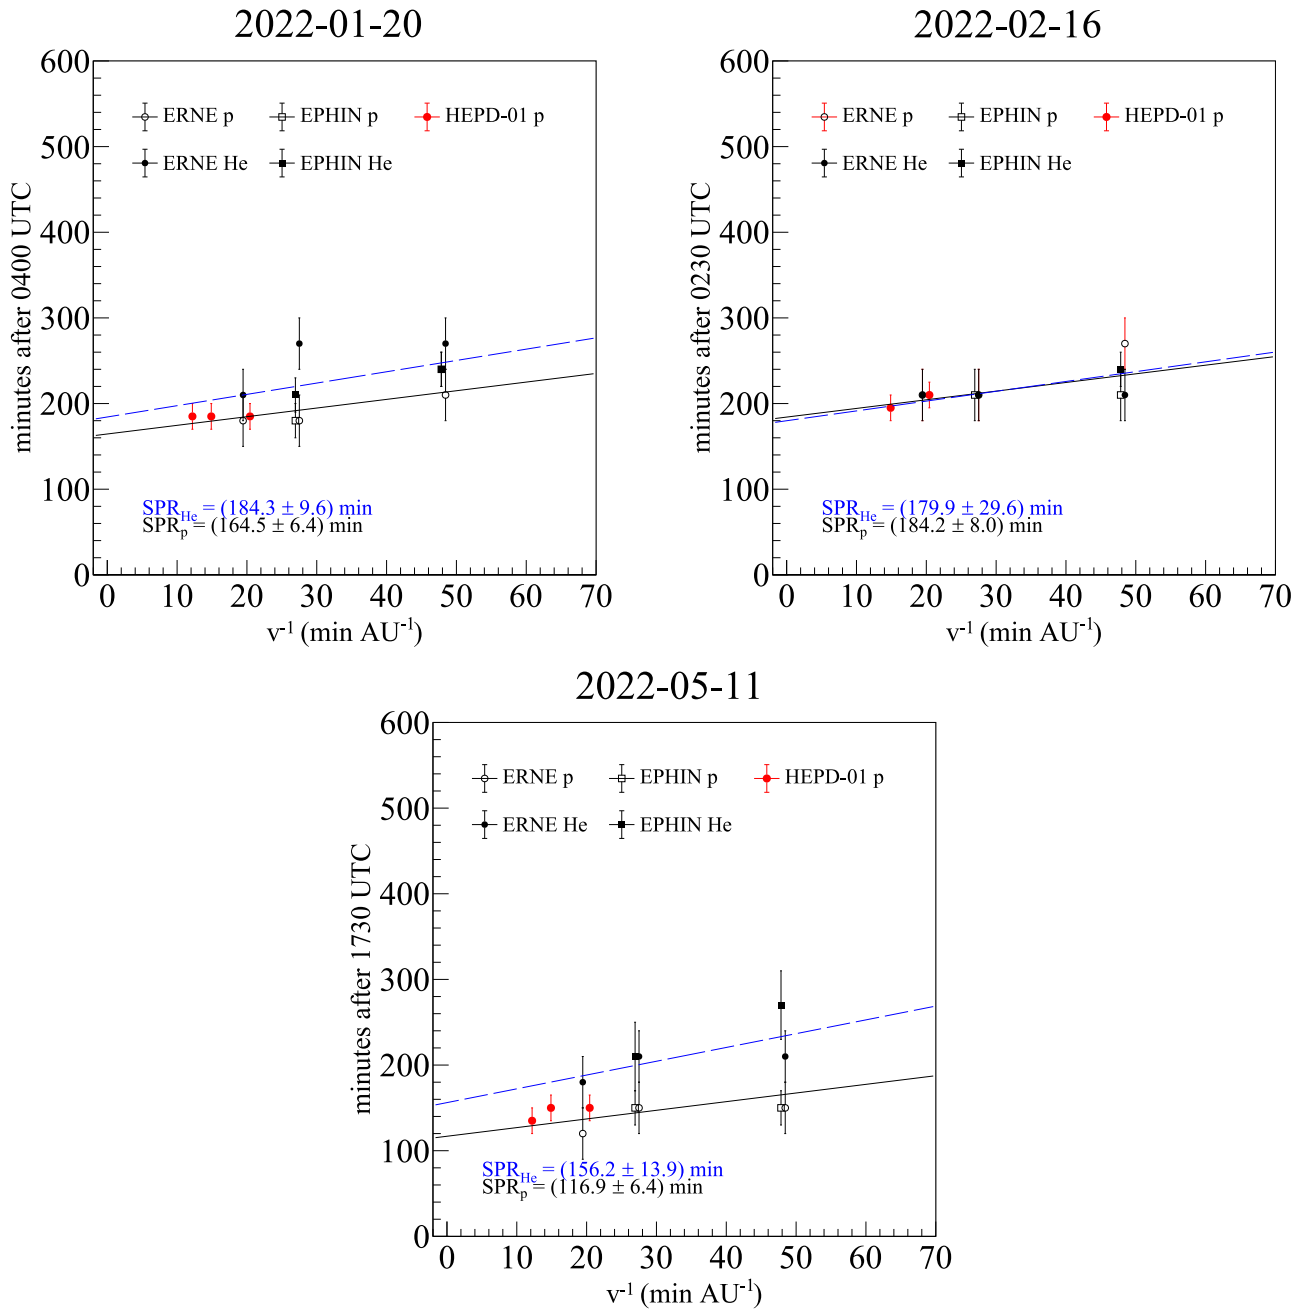 2022-01-20
600
500
400
300
200
100
0
minutes after 0400 UTC
ERNE p
EPHIN p
HEPD-01 p
ERNE He
EPHIN He
SPR_He = (184.3 ± 9.6) min
SPR_p = (164.5 ± 6.4) min
0 10 20 30 40 50 60 70
v⁻¹ (min AU⁻¹)
2022-02-16
600
500
400
300
200
100
0
minutes after 0230 UTC
ERNE p
EPHIN p
HEPD-01 p
ERNE He
EPHIN He
SPR_He = (179.9 ± 29.6) min
SPR_p = (184.2 ± 8.0) min
0 10 20 30 40 50 60 70
v⁻¹ (min AU⁻¹)
2022-05-11
600
500
400
300
200
100
0
minutes after 1730 UTC
ERNE p
EPHIN p
HEPD-01 p
ERNE He
EPHIN He
SPR_He = (156.2 ± 13.9) min
SPR_p = (116.9 ± 6.4) min
0 10 20 30 40 50 60 70
v⁻¹ (min AU⁻¹)